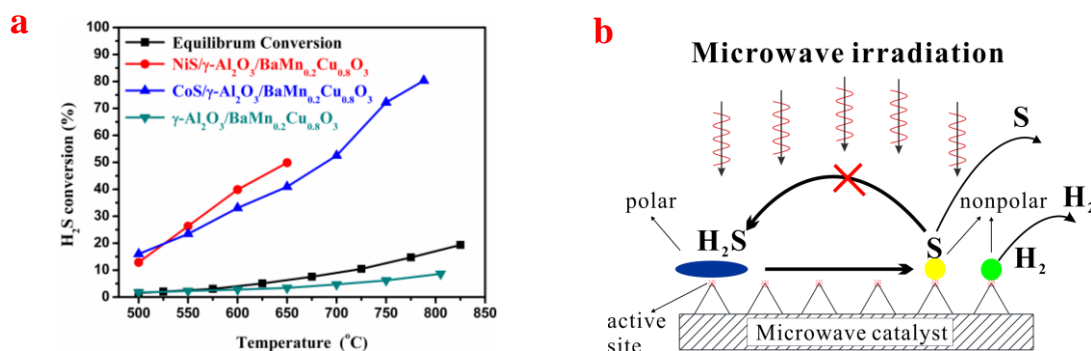 a
100
90
80
70
60
50
40
30
20
10
0
H₂S conversion (%)
Equilibrum Conversion
NiS/γ-Al₂O₃/BaMn₀.₂Cu₀.₈O₃
CoS/γ-Al₂O₃/BaMn₀.₂Cu₀.₈O₃
γ-Al₂O₃/BaMn₀.₂Cu₀.₈O₃
500 550 600 650 700 750 800 850
Temperature (°C)
b
Microwave irradiation
S
polar
nonpolar
H₂
H₂S
S
H₂
active
site
Microwave catalyst